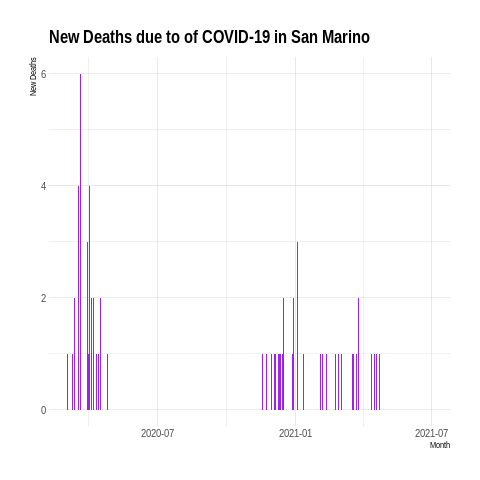 New Deaths due to of COVID-19 in San Marino
New Deaths
6
4
2
0
2020-07 2021-01 2021-07
Month